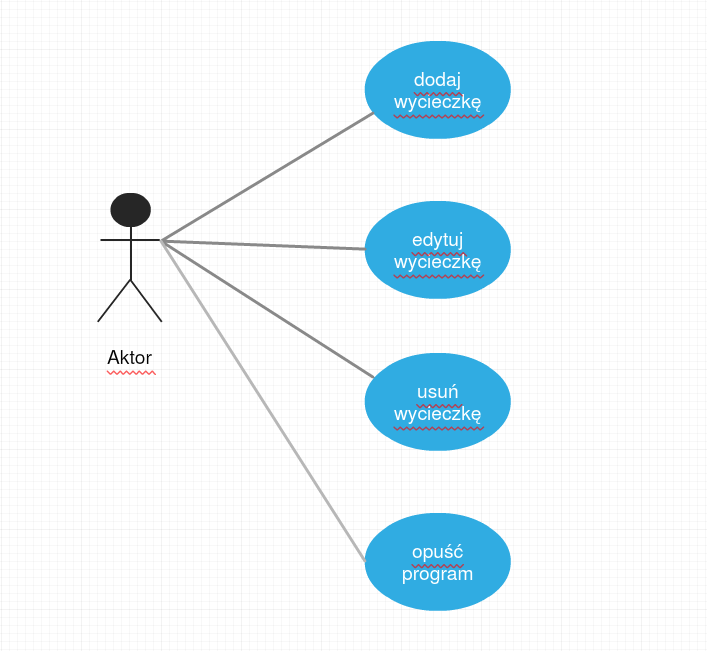 dodaj
wycieczkę
edytuj
wycieczkę
Aktor
usuń
wycieczkę
opuść
program